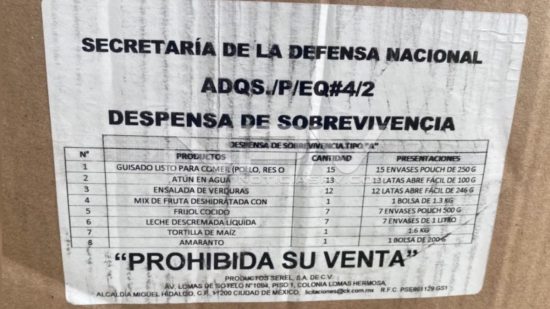 SECRETARÍA DE LA DEFENSA NACIONAL
ADQS./P/EQ#4/2
DESPENSA DE SOBREVIVENCIA
DESPENSA DE SOBREVIVENCIA TIPO "A"
N° PRODUCTOS CANTIDAD PRESENTACIONES
1 GUISADO LISTO PARA COMER (POLLO, RES O 15 15 ENVASES POUCH DE 250 G
2 ATÚN EN AGUA 13 13 LATAS ABRE FÁCIL DE 100 G
3 ENSALADA DE VERDURAS 12 12 LATAS ABRE FÁCIL DE 246 G
4 MIX DE FRUTA DESHIDRATADA CON 1 1 BOLSA DE 1.3 KG
5 FRIJOL COCIDO 7 7 ENVASES POUCH 500 G
6 LECHE DESCREMADA LÍQUIDA 7 7 ENVASES DE 1 LITRO
7 TORTILLA DE MAÍZ 1 1.6 KG
8 AMARANTO 1 1 BOLSA DE 200 G
"PROHIBIDA SU VENTA"
PRODUCTOS SEREL, S.A. DE C.V.
AV. LOMAS DE SOTELO N°1094, PISO 1, COLONIA LOMAS HERMOSA,
ALCALDÍA MIGUEL HIDALGO, C.P. 11200 CIUDAD DE MÉXICO. R.F.C.